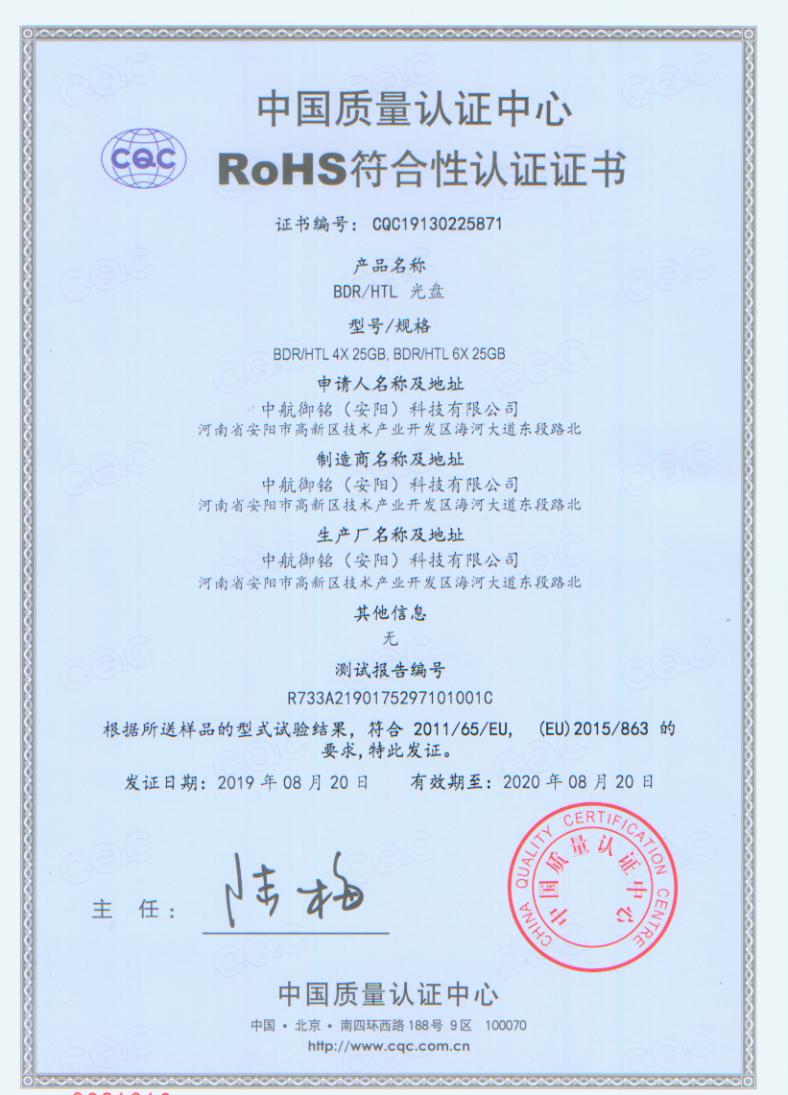 中国质量认证中心
CQC
RoHS符合性认证证书
证书编号： CQC19130225871
产品名称
BDR/HTL 光盘
型号/规格
BDR/HTL 4X 25GB, BDR/HTL 6X 25GB
申请人名称及地址
中航御铭（安阳）科技有限公司
河南省安阳市高新区技术产业开发区海河大道东段路北
制造商名称及地址
中航御铭（安阳）科技有限公司
河南省安阳市高新区技术产业开发区海河大道东段路北
生产厂名称及地址
中航御铭（安阳）科技有限公司
河南省安阳市高新区技术产业开发区海河大道东段路北
其他信息
无
测试报告编号
R733A2190175297101001C
根据所送样品的型式试验结果，符合 2011/65/EU, (EU)2015/863 的
要求,特此发证。
发证日期：2019 年 08 月 20 日 有效期至：2020 年 08 月 20 日
主 任： 陆梅
CHINA QUALITY CERTIFICATION CENTRE
中国质量认证中心
中国质量认证中心
中国・北京・南四环西路 188号 9区 100070
http://www.cqc.com.cn